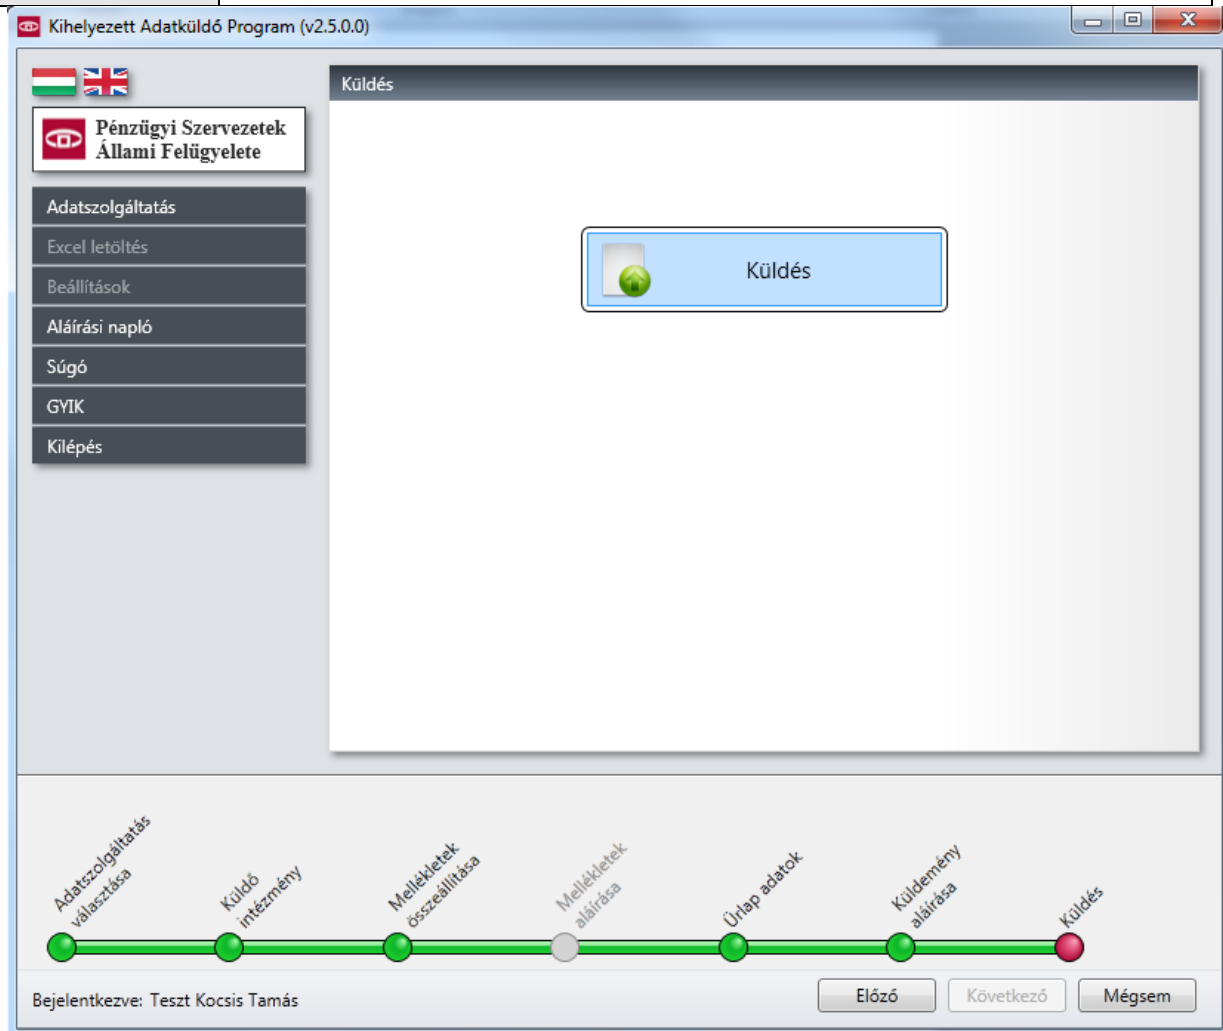 Kihelyezett Adatküldő Program (v2.5.0.0)
Pénzügyi Szervezetek
Állami Felügyelete
Adatszolgáltatás
Excel letöltés
Beállítások
Aláírási napló
Súgó
GYIK
Kilépés
Küldés
Küldés
Adatszolgáltatás
választása
Küldő
intézmény
Mellékletek
összeállítása
Mellékletek
aláírása
Űrlap adatok
Küldemény
aláírása
Küldés
Bejelentkezve: Teszt Kocsis Tamás
Előző
Következő
Mégsem